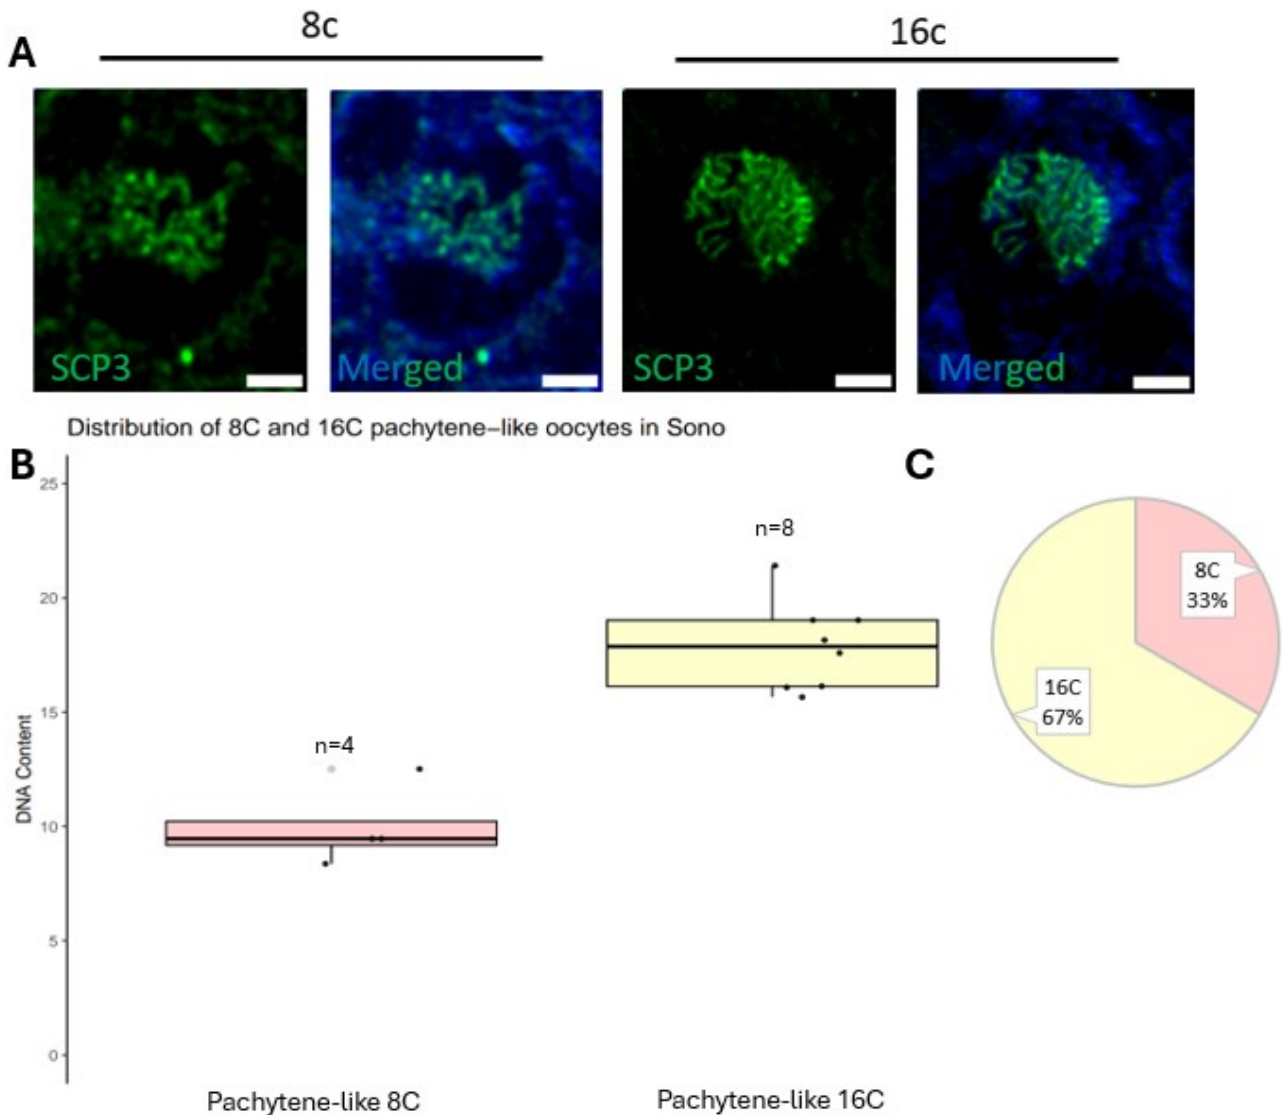 A
8c
16c
SCP3
Merged
SCP3
Merged
Distribution of 8C and 16C pachytene-like oocytes in Sono
B
C
DNA Content
25
20
15
10
5
0
n=4
n=8
Pachytene-like 8C
Pachytene-like 16C
8C
33%
16C
67%